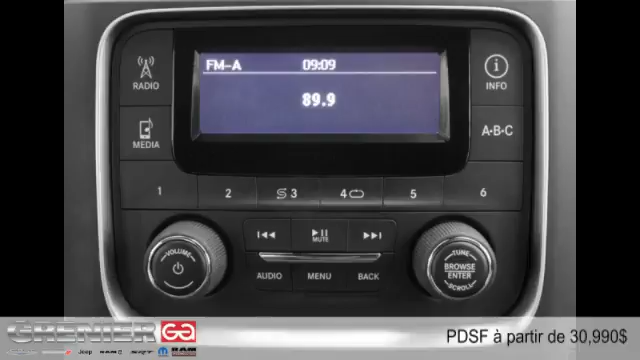 FM-A 09:09
89.9
RADIO
MEDIA
INFO
A-B-C
1 2 3 4 5 6
MUTE
VOLUME
AUDIO MENU BACK
TUNE
BROWSE
ENTER
SCROLL
GRENIER GA
Jeep RAM
PDSF à partir de 30,990$